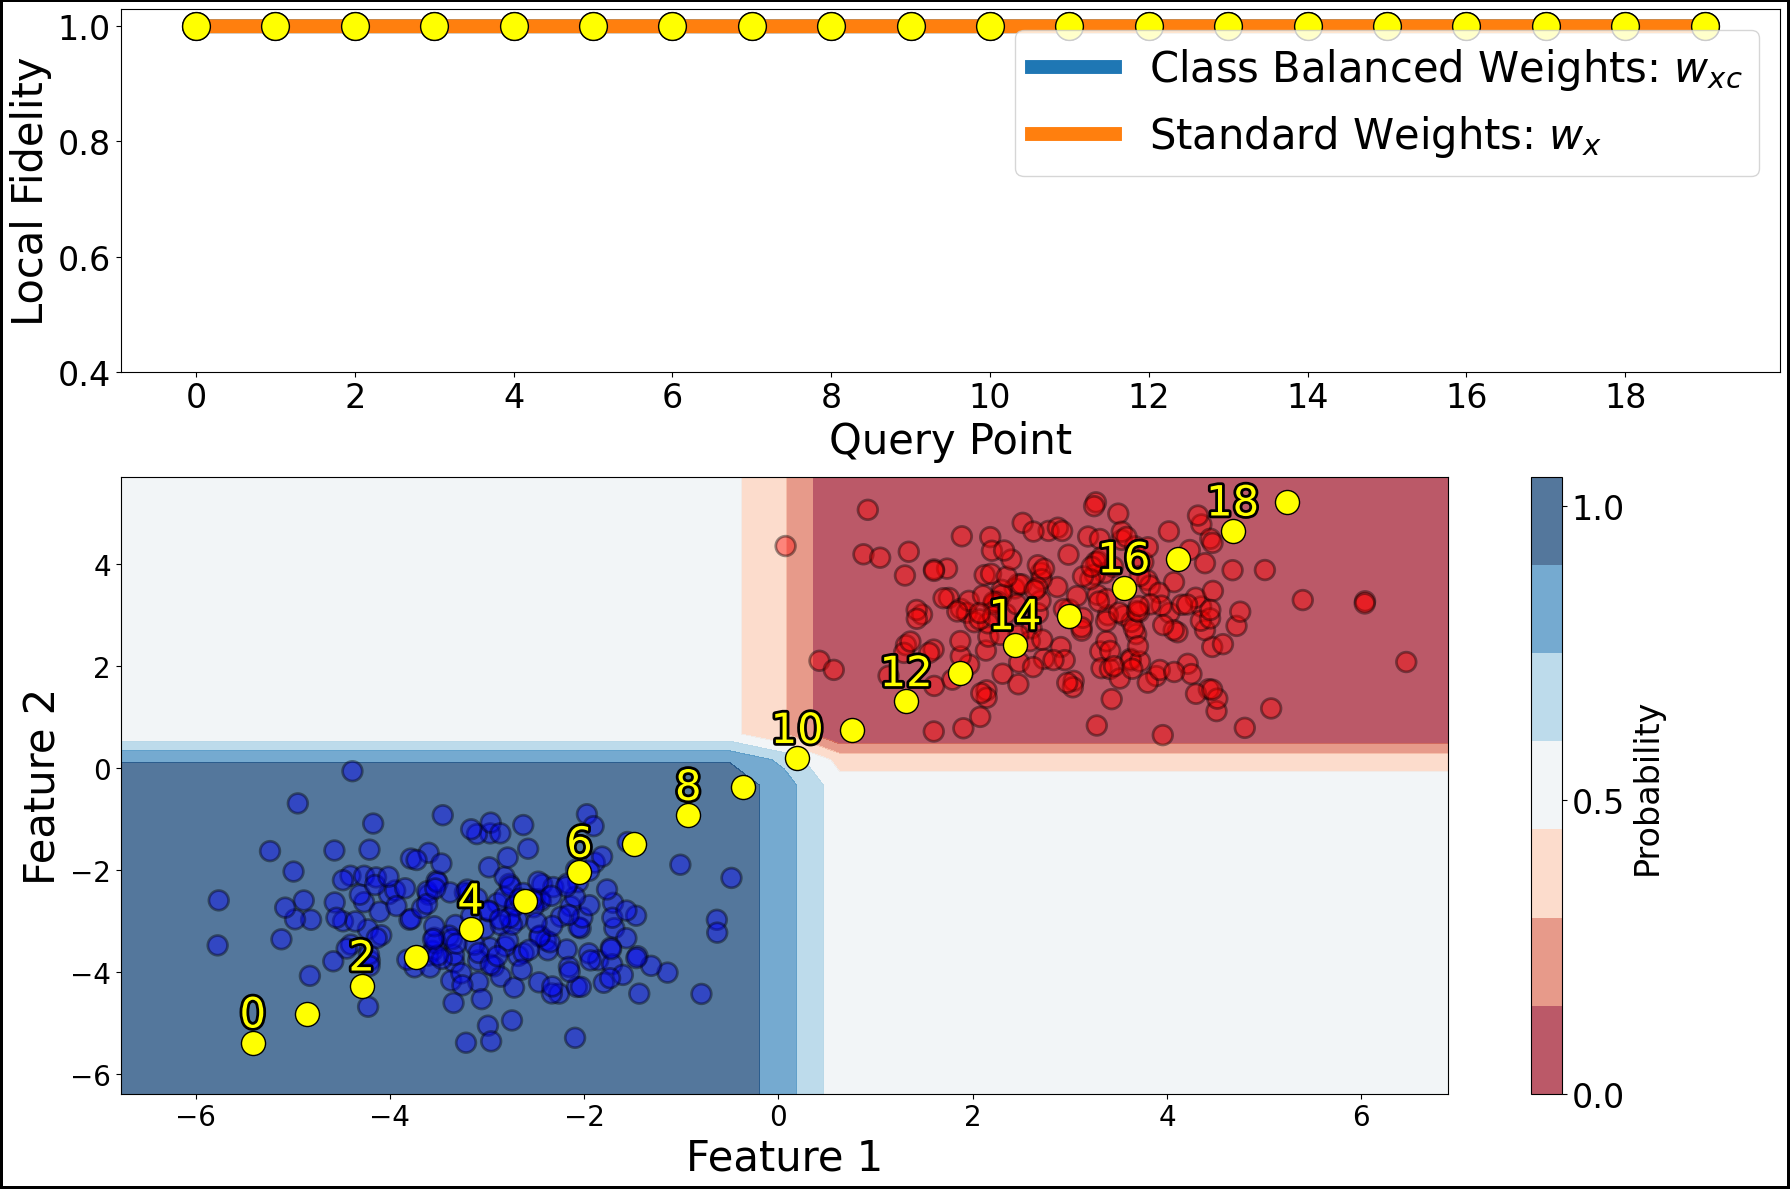 1.0
0.8
0.6
0.4
Local Fidelity
Class Balanced Weights: w_{xc}
Standard Weights: w_x
0 2 4 6 8 10 12 14 16 18
Query Point
4
2
0
−2
−4
−6
Feature 2
0
2
4
6
8
10
12
14
16
18
−6 −4 −2 0 2 4 6
Feature 1
1.0
0.5
0.0
Probability